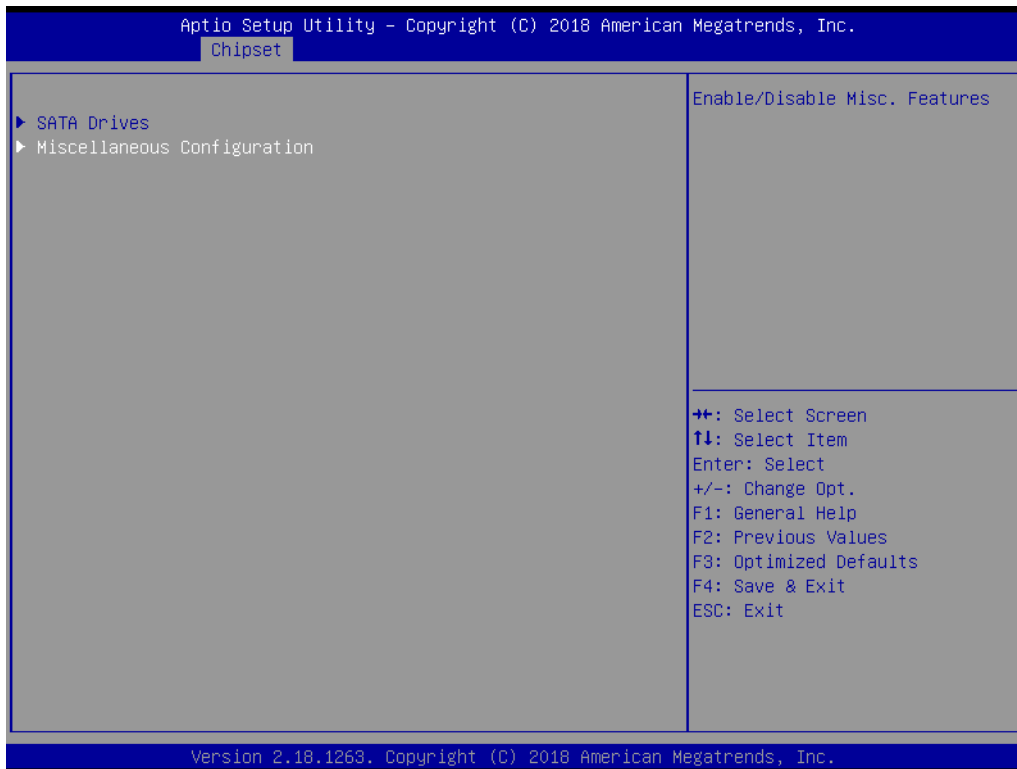 Aptio Setup Utility – Copyright (C) 2018 American Megatrends, Inc.
Chipset
SATA Drives
Miscellaneous Configuration
Enable/Disable Misc. Features
→←: Select Screen
↑↓: Select Item
Enter: Select
+/-: Change Opt.
F1: General Help
F2: Previous Values
F3: Optimized Defaults
F4: Save & Exit
ESC: Exit
Version 2.18.1263. Copyright (C) 2018 American Megatrends, Inc.